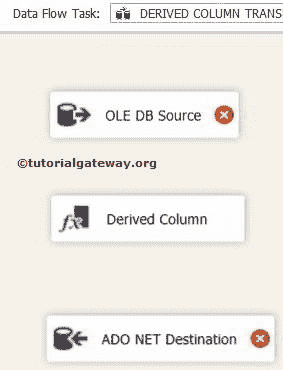 Data Flow Task: DERIVED COLUMN TRANS
OLE DB Source
©tutorialgateway.org
Derived Column
ADO NET Destination